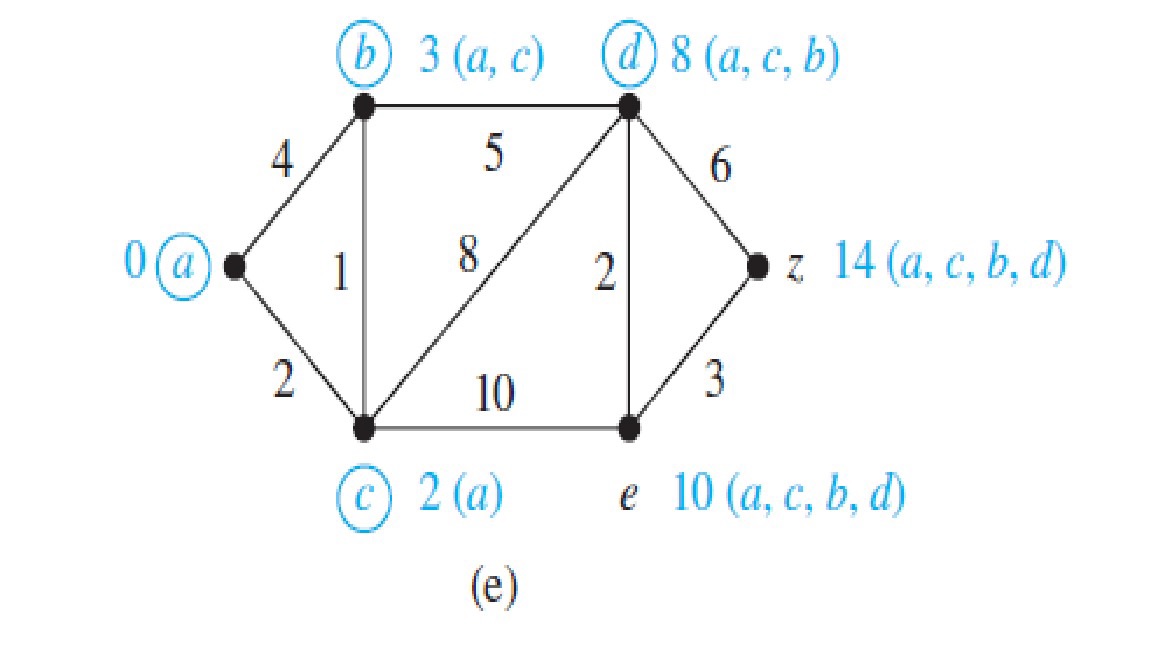 b 3 (a, c) d 8 (a, c, b)
4 5 6
0 a 1 8 2 z 14 (a, c, b, d)
2 10 3
c 2 (a) e 10 (a, c, b, d)
(e)